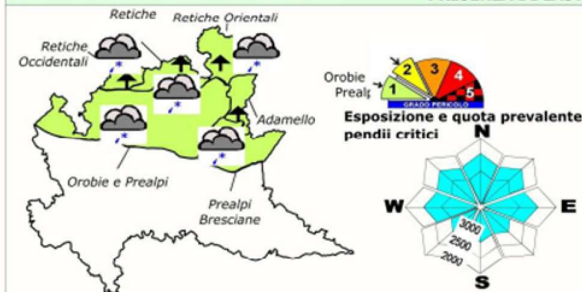 Retiche
Retiche Orientali
Retiche
Occidentali
Adamello
Orobie e Prealpi
Prealpi
Bresciane
Orobie
Prealp
1
2
3
4
5
GRADO PERICOLO
Esposizione e quota prevalente
pendii critici
N
W
E
3000
2500
2000
S